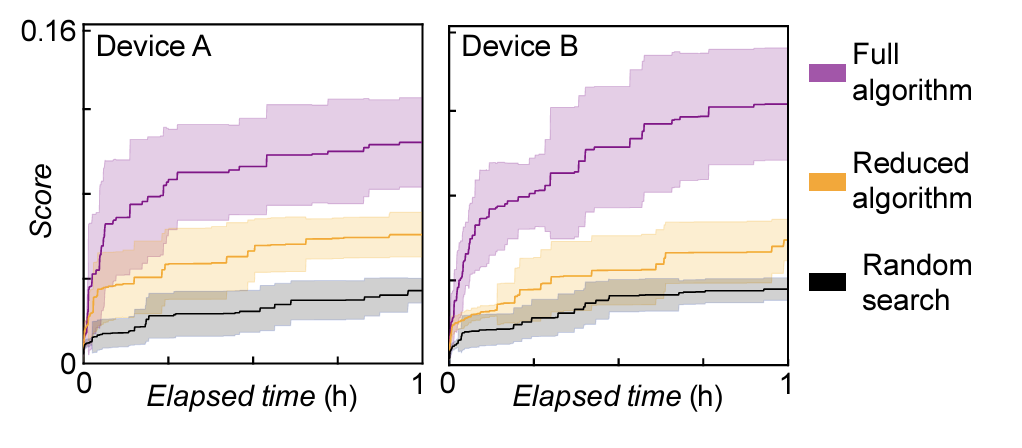 0.16
Device A
Device B
Score
0
0
1
Elapsed time (h)
0
1
Elapsed time (h)
Full
algorithm
Reduced
algorithm
Random
search